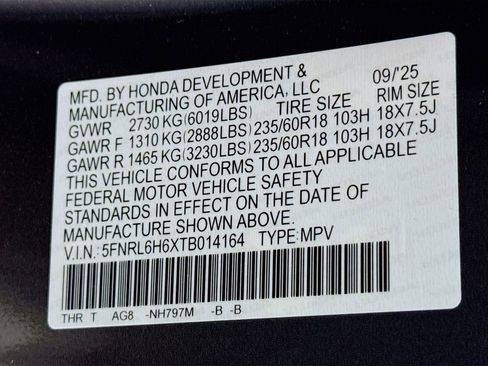 MFD. BY HONDA DEVELOPMENT & 09/'25
MANUFACTURING OF AMERICA, LLC
GVWR 2730 KG(6019LBS) TIRE SIZE RIM SIZE
GAWR F 1310 KG(2888LBS) 235/60R18 103H 18X7.5J
GAWR R 1465 KG(3230LBS) 235/60R18 103H 18X7.5J
THIS VEHICLE CONFORMS TO ALL APPLICABLE
FEDERAL MOTOR VEHICLE SAFETY
STANDARDS IN EFFECT ON THE DATE OF
MANUFACTURE SHOWN ABOVE.
V.I.N.: 5FNRL6H6XTB014164 TYPE: MPV
THR T AG8 -NH797M -B -B